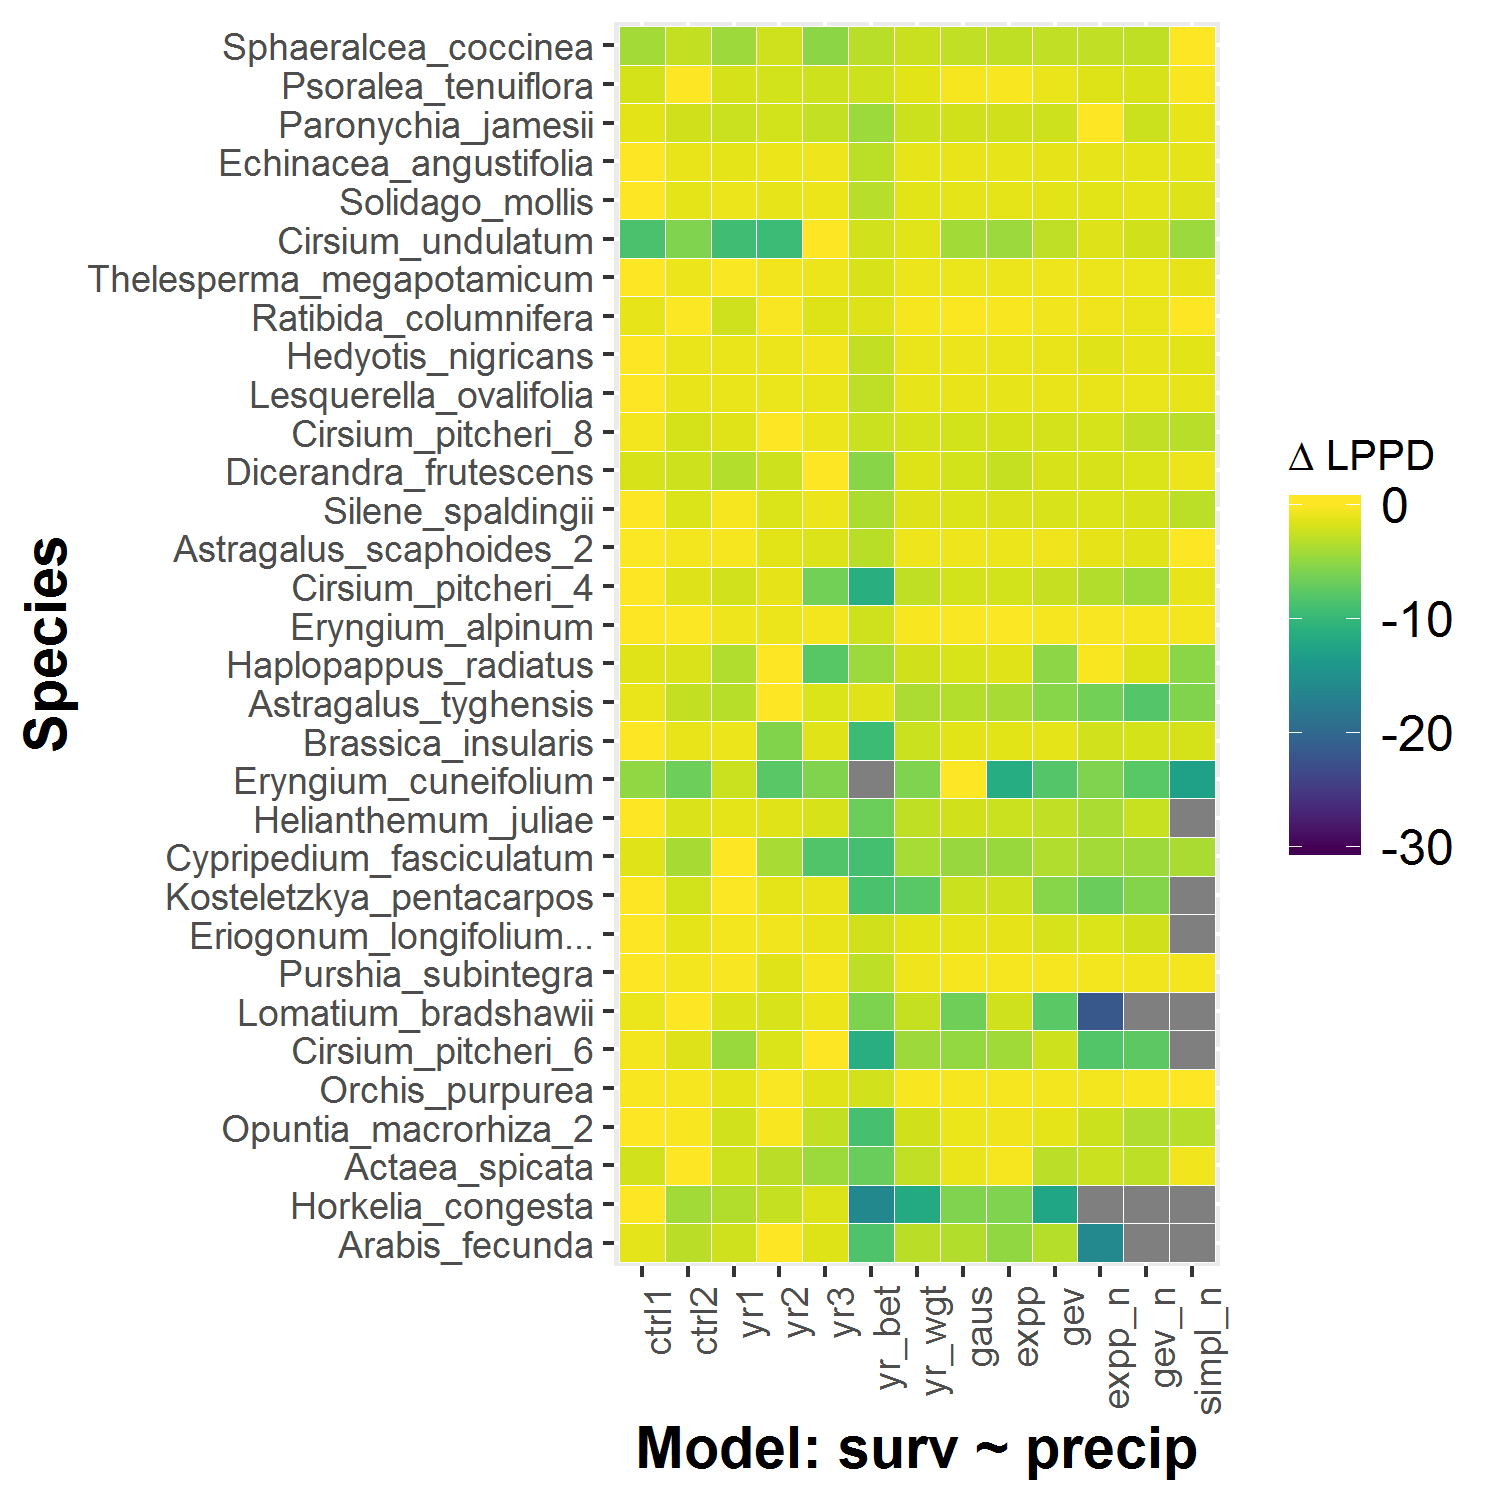 Sphaeralcea_coccinea
Psoralea_tenuiflora
Paronychia_jamesii
Echinacea_angustifolia
Solidago_mollis
Cirsium_undulatum
Thelesperma_megapotamicum
Ratibida_columnifera
Hedyotis_nigricans
Lesquerella_ovalifolia
Cirsium_pitcheri_8
Dicerandra_frutescens
Silene_spaldingii
Astragalus_scaphoides_2
Cirsium_pitcheri_4
Eryngium_alpinum
Haplopappus_radiatus
Astragalus_tyghensis
Brassica_insularis
Eryngium_cuneifolium
Helianthemum_juliae
Cypripedium_fasciculatum
Kosteletzkya_pentacarpos
Eriogonum_longifolium...
Purshia_subintegra
Lomatium_bradshawii
Cirsium_pitcheri_6
Orchis_purpurea
Opuntia_macrorhiza_2
Actaea_spicata
Horkelia_congesta
Arabis_fecunda
Species
ctrl1
ctrl2
yr1
yr2
yr3
yr_bet
yr_wgt
gaus
expp
gev
expp_n
gev_n
simpl_n
Model: surv ~ precip
Δ LPPD
0
-10
-20
-30